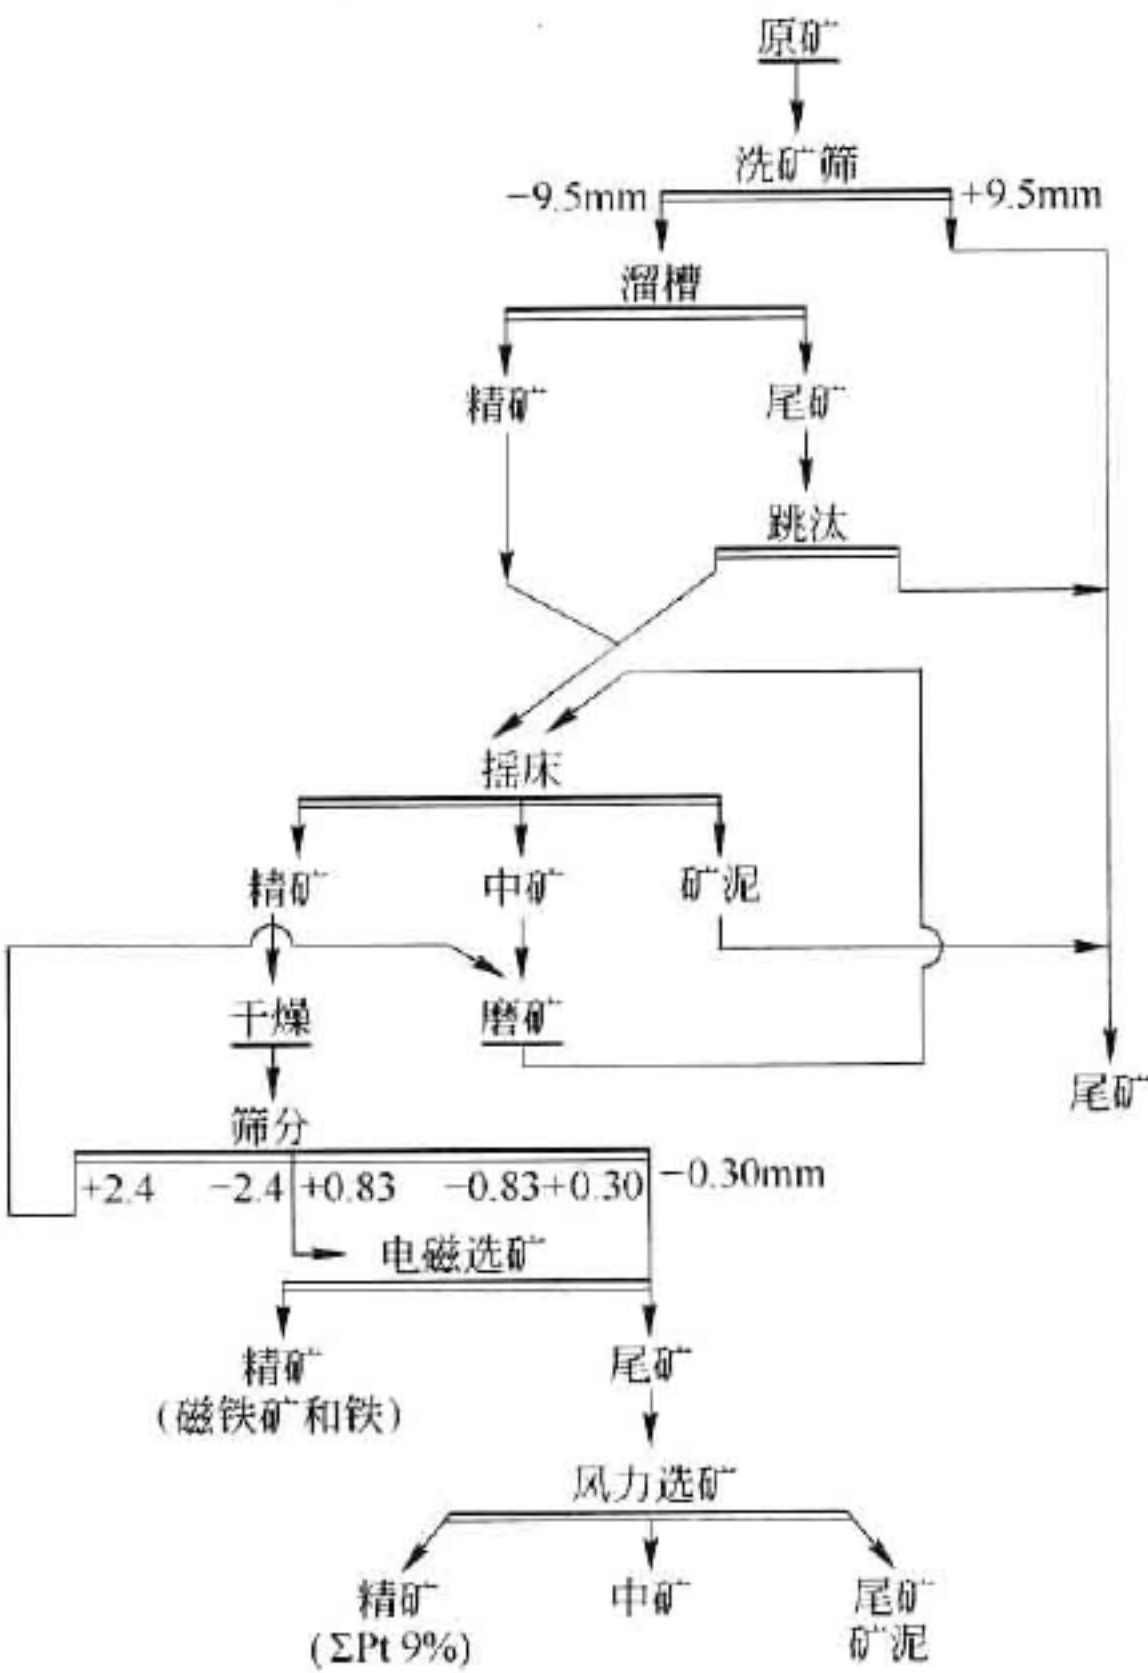 原矿
洗矿筛
−9.5mm +9.5mm
溜槽
精矿 尾矿
跳汰
摇床
精矿 中矿 矿泥
干燥 磨矿
尾矿
筛分
+2.4 −2.4 +0.83 −0.83+0.30 −0.30mm
电磁选矿
精矿 尾矿
(磁铁矿和铁)
风力选矿
精矿 中矿 尾矿
(ΣPt 9%) 矿泥